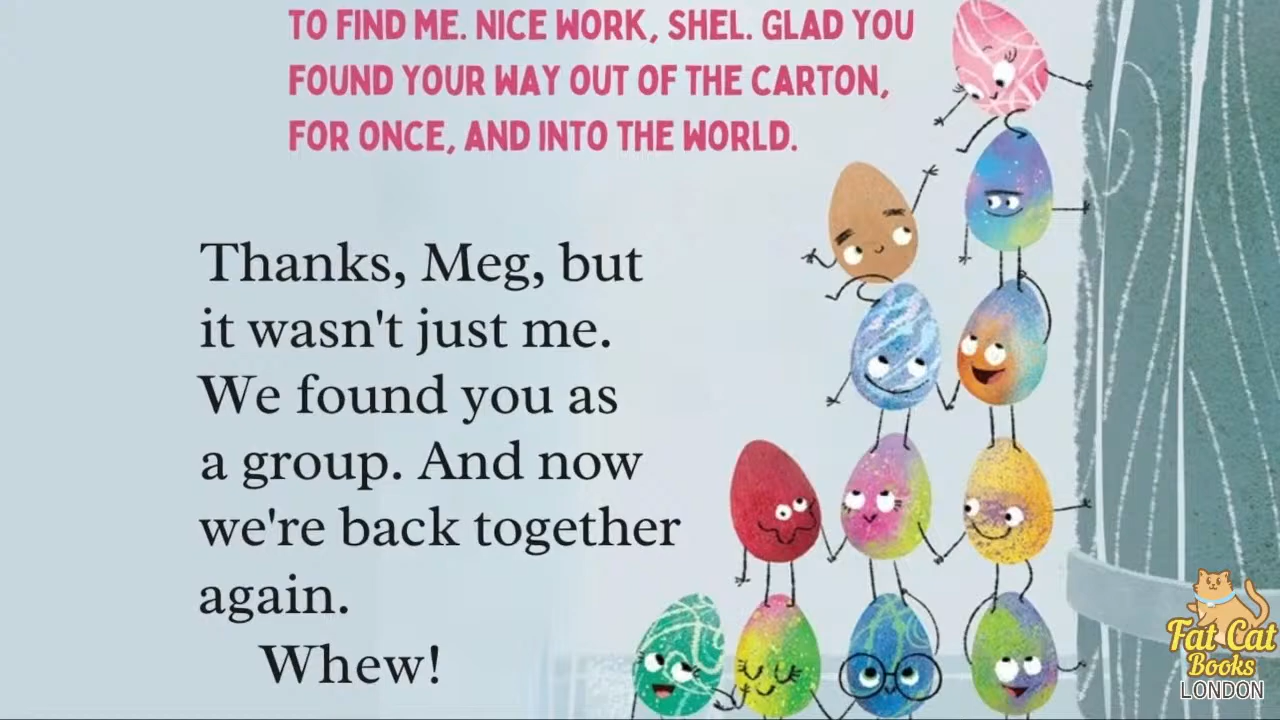 TO FIND ME. NICE WORK, SHEL. GLAD YOU
FOUND YOUR WAY OUT OF THE CARTON,
FOR ONCE, AND INTO THE WORLD.
Thanks, Meg, but
it wasn't just me.
We found you as
a group. And now
we're back together
again.
Whew!
Fat Cat
Books
LONDON